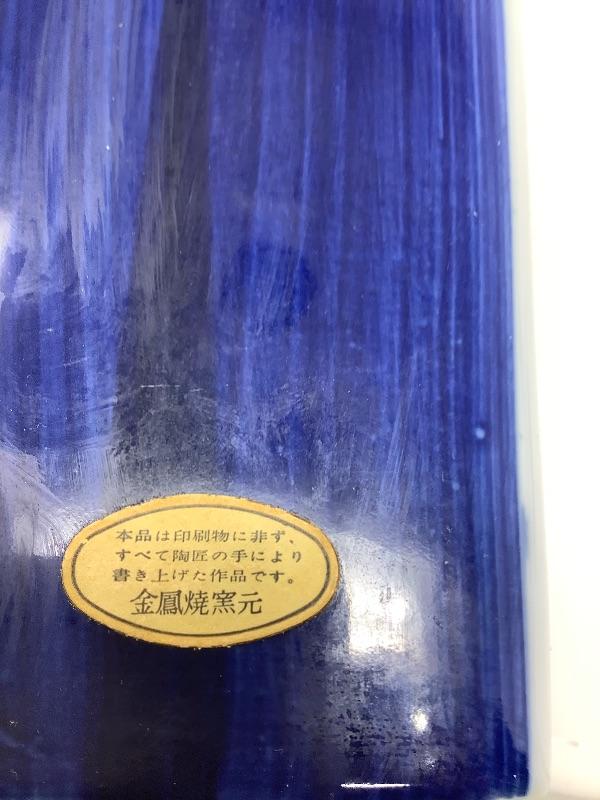 本品は印刷物に非ず、
すべて陶匠の手により
書き上げた作品です。
金鳳焼窯元